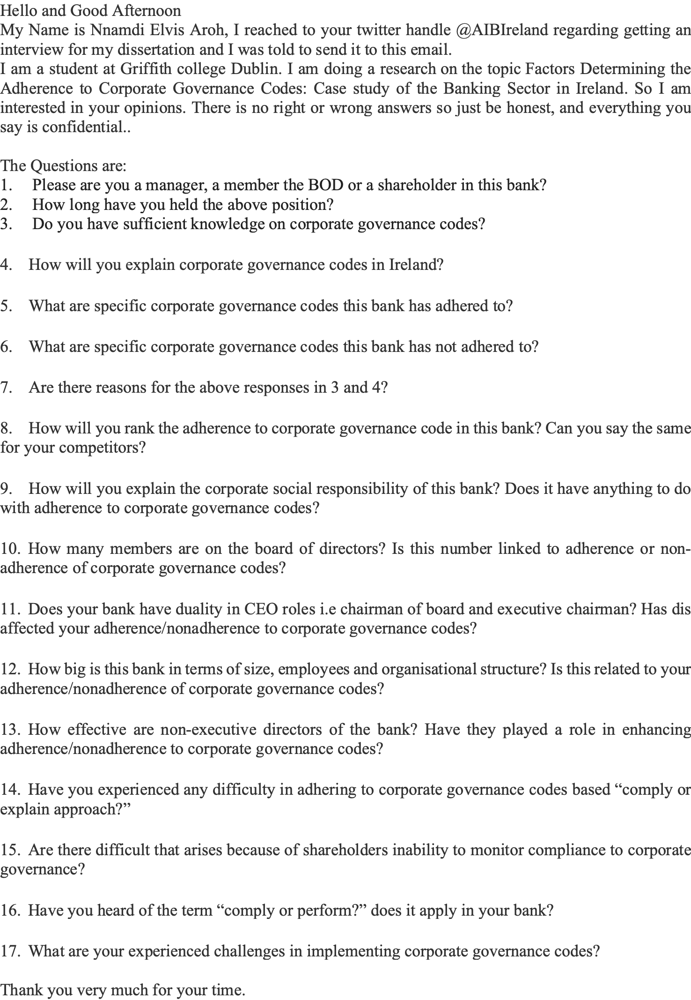 Hello and Good Afternoon
My Name is Nnamdi Elvis Aroh, I reached to your twitter handle @AIBIreland regarding getting an
interview for my dissertation and I was told to send it to this email.
I am a student at Griffith college Dublin. I am doing a research on the topic Factors Determining the
Adherence to Corporate Governance Codes: Case study of the Banking Sector in Ireland. So I am
interested in your opinions. There is no right or wrong answers so just be honest, and everything you
say is confidential..
The Questions are:
1. Please are you a manager, a member the BOD or a shareholder in this bank?
2. How long have you held the above position?
3. Do you have sufficient knowledge on corporate governance codes?
4. How will you explain corporate governance codes in Ireland?
5. What are specific corporate governance codes this bank has adhered to?
6. What are specific corporate governance codes this bank has not adhered to?
7. Are there reasons for the above responses in 3 and 4?
8. How will you rank the adherence to corporate governance code in this bank? Can you say the same
for your competitors?
9. How will you explain the corporate social responsibility of this bank? Does it have anything to do
with adherence to corporate governance codes?
10. How many members are on the board of directors? Is this number linked to adherence or non-
adherence of corporate governance codes?
11. Does your bank have duality in CEO roles i.e chairman of board and executive chairman? Has dis
affected your adherence/nonadherence to corporate governance codes?
12. How big is this bank in terms of size, employees and organisational structure? Is this related to your
adherence/nonadherence of corporate governance codes?
13. How effective are non-executive directors of the bank? Have they played a role in enhancing
adherence/nonadherence to corporate governance codes?
14. Have you experienced any difficulty in adhering to corporate governance codes based “comply or
explain approach?”
15. Are there difficult that arises because of shareholders inability to monitor compliance to corporate
governance?
16. Have you heard of the term “comply or perform?” does it apply in your bank?
17. What are your experienced challenges in implementing corporate governance codes?
Thank you very much for your time.